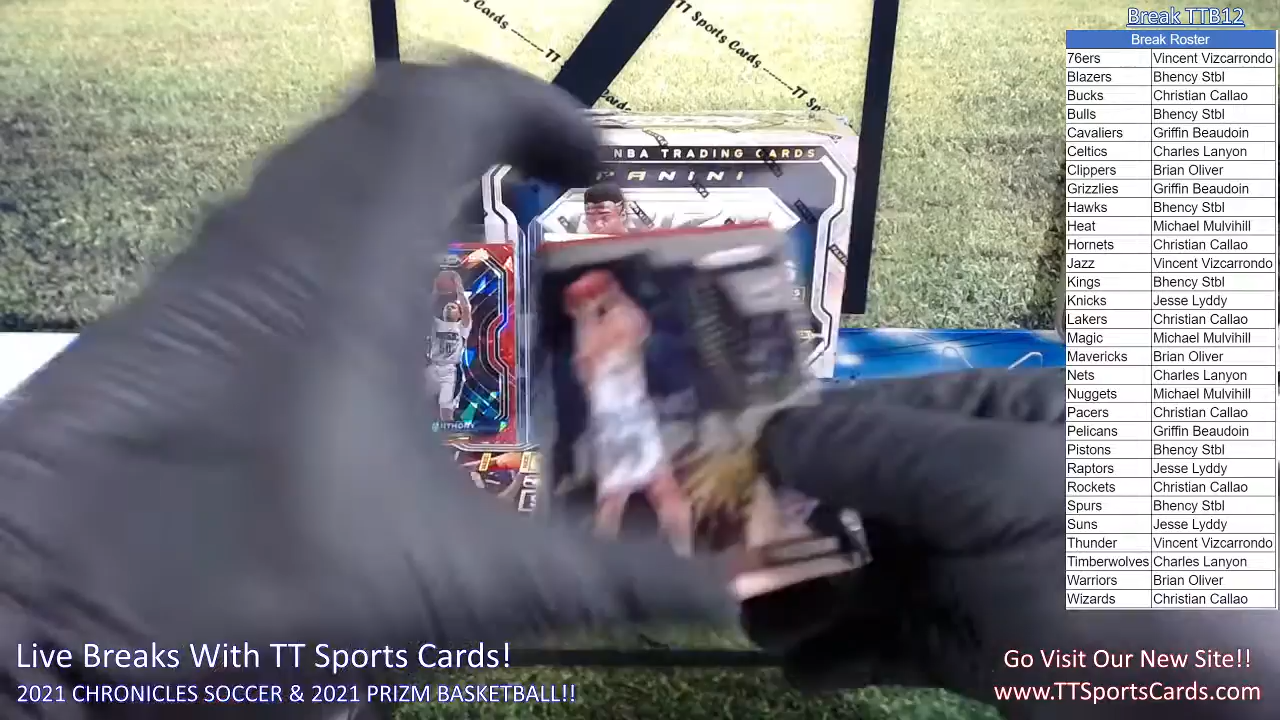 Break TTB12
Break Roster
76ers Vincent Vizcarrondo
Blazers Bhency Stbl
Bucks Christian Callao
Bulls Bhency Stbl
Cavaliers Griffin Beaudoin
Celtics Charles Lanyon
Clippers Brian Oliver
Grizzlies Griffin Beaudoin
Hawks Bhency Stbl
Heat Michael Mulvihill
Hornets Christian Callao
Jazz Vincent Vizcarrondo
Kings Bhency Stbl
Knicks Jesse Lyddy
Lakers Christian Callao
Magic Michael Mulvihill
Mavericks Brian Oliver
Nets Charles Lanyon
Nuggets Michael Mulvihill
Pacers Christian Callao
Pelicans Griffin Beaudoin
Pistons Bhency Stbl
Raptors Jesse Lyddy
Rockets Christian Callao
Spurs Bhency Stbl
Suns Jesse Lyddy
Thunder Vincent Vizcarrondo
Timberwolves Charles Lanyon
Warriors Brian Oliver
Wizards Christian Callao
Cards ------TT
TT Sports Cards --------TT Sp
Cards
NBA TRADING CARDS
PANINI
Live Breaks With TT Sports Cards!
2021 CHRONICLES SOCCER & 2021 PRIZM BASKETBALL!!
Go Visit Our New Site!!
www.TTSportsCards.com